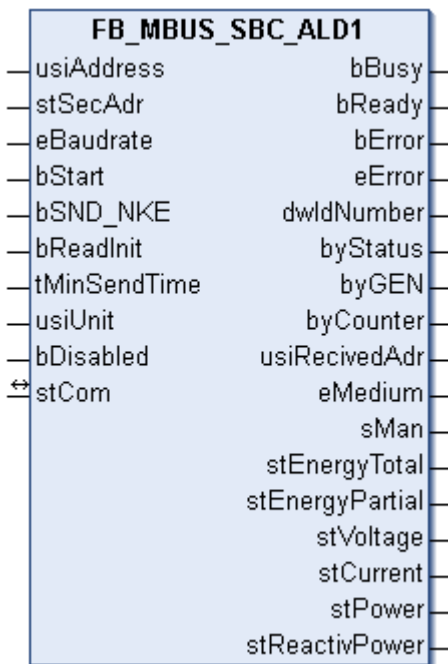 FB_MBUS_SBC_ALD1
usiAddress bBusy
stSecAdr bReady
eBaudrate bError
bStart eError
bSND_NKE dwIdNumber
bReadInit byStatus
tMinSendTime byGEN
usiUnit byCounter
bDisabled usiRecivedAdr
stCom eMedium
sMan
stEnergyTotal
stEnergyPartial
stVoltage
stCurrent
stPower
stReactivPower